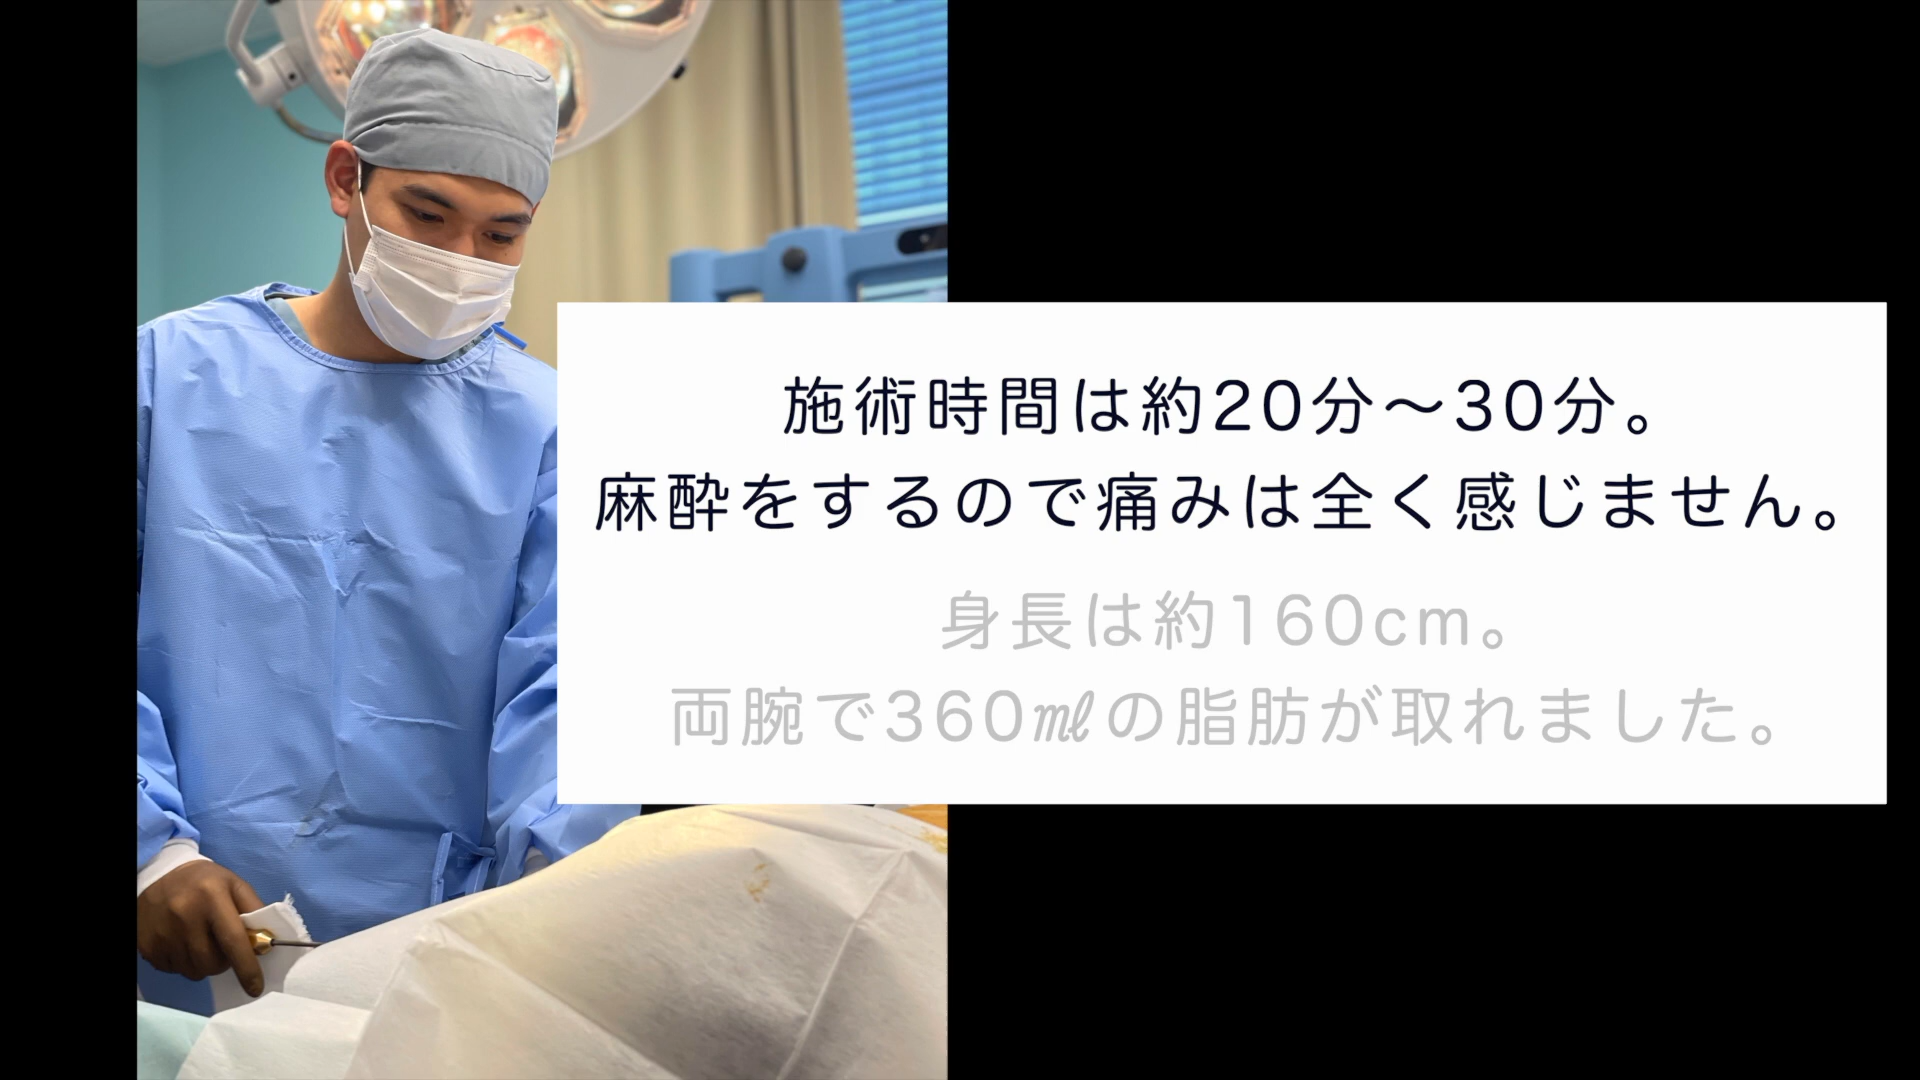 施術時間は約20分～30分。
麻酔をするので痛みは全く感じません。
身長は約160cm。
両腕で360㎖の脂肪が取れました。